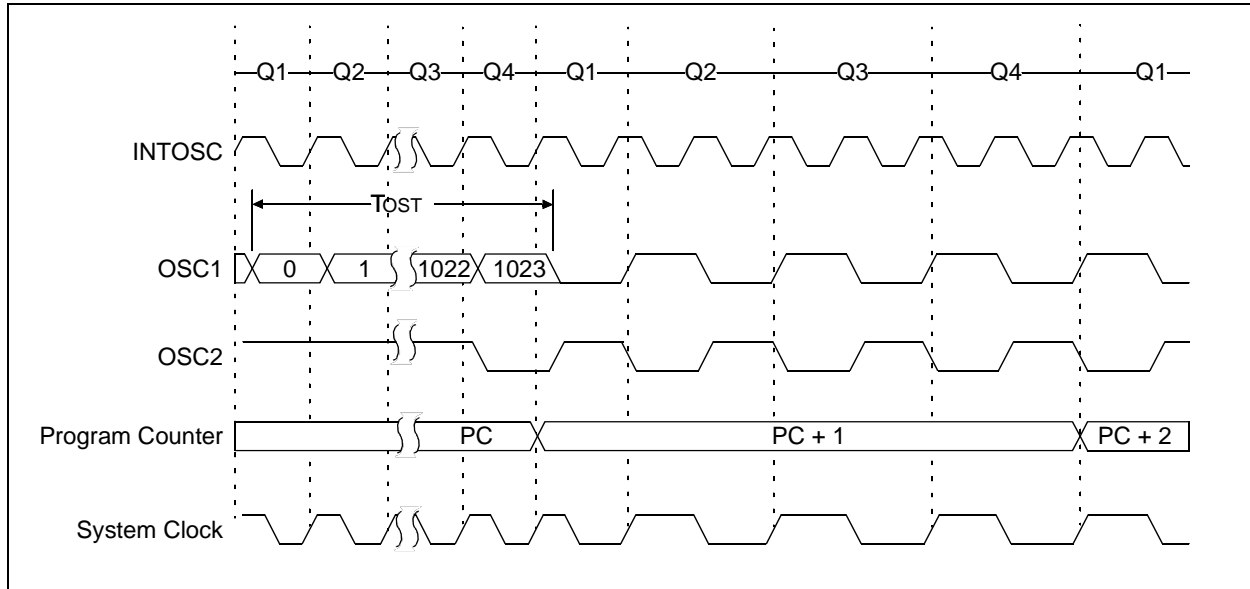 Q1 Q2 Q3 Q4 Q1 Q2 Q3 Q4 Q1
INTOSC
TOST
OSC1 0 1 1022 1023
OSC2
Program Counter PC PC + 1 PC + 2
System Clock